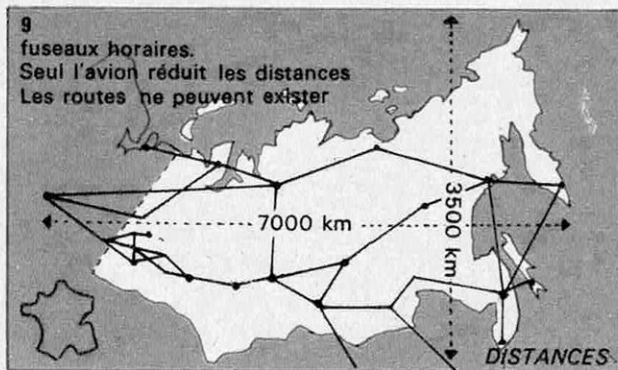 9
fuseaux horaires.
Seul l'avion réduit les distances
Les routes ne peuvent exister
7000 km
3500 km
DISTANCES